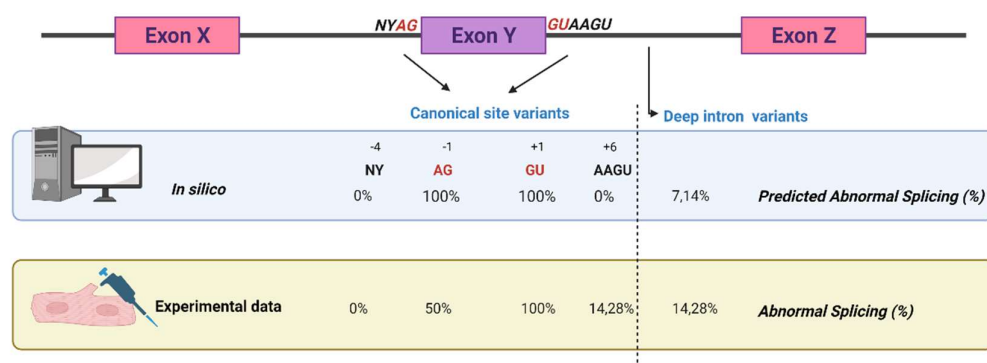 NYAG GUAAGU
Exon X Exon Y Exon Z
Canonical site variants Deep intron variants
-4 -1 +1 +6
NY AG GU AAGU
In silico 0% 100% 100% 0% 7,14% Predicted Abnormal Splicing (%)
Experimental data 0% 50% 100% 14,28% 14,28% Abnormal Splicing (%)